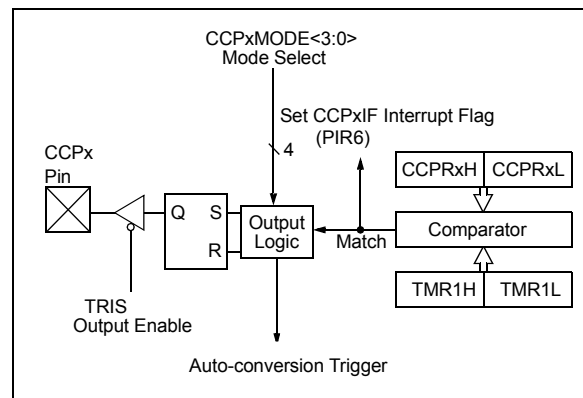 CCPxMODE<3:0>
Mode Select
Set CCPxIF Interrupt Flag
(PIR6)
4
CCPx
Pin
CCPRxH CCPRxL
Q S
R
Output
Logic
Match
Comparator
TMR1H TMR1L
TRIS
Output Enable
Auto-conversion Trigger